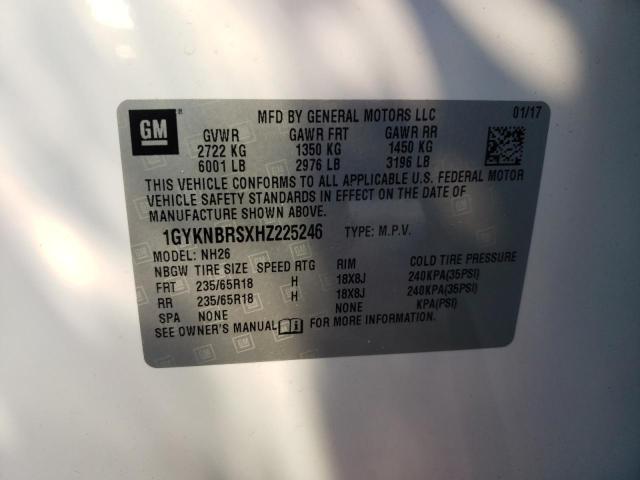 GM MFD BY GENERAL MOTORS LLC 01/17
GVWR GAWR FRT GAWR RR
2722 KG 1350 KG 1450 KG
6001 LB 2976 LB 3196 LB
THIS VEHICLE CONFORMS TO ALL APPLICABLE U.S. FEDERAL MOTOR
VEHICLE SAFETY STANDARDS IN EFFECT ON THE DATE OF
MANUFACTURE SHOWN ABOVE.
1GYKNBRSXHZ225246 TYPE: M.P.V.
MODEL: NH26
NBGW TIRE SIZE SPEED RTG RIM COLD TIRE PRESSURE
FRT 235/65R18 H 18X8J 240KPA(35PSI)
RR 235/65R18 H 18X8J 240KPA(35PSI)
SPA NONE NONE KPA(PSI)
SEE OWNER'S MANUAL FOR MORE INFORMATION.